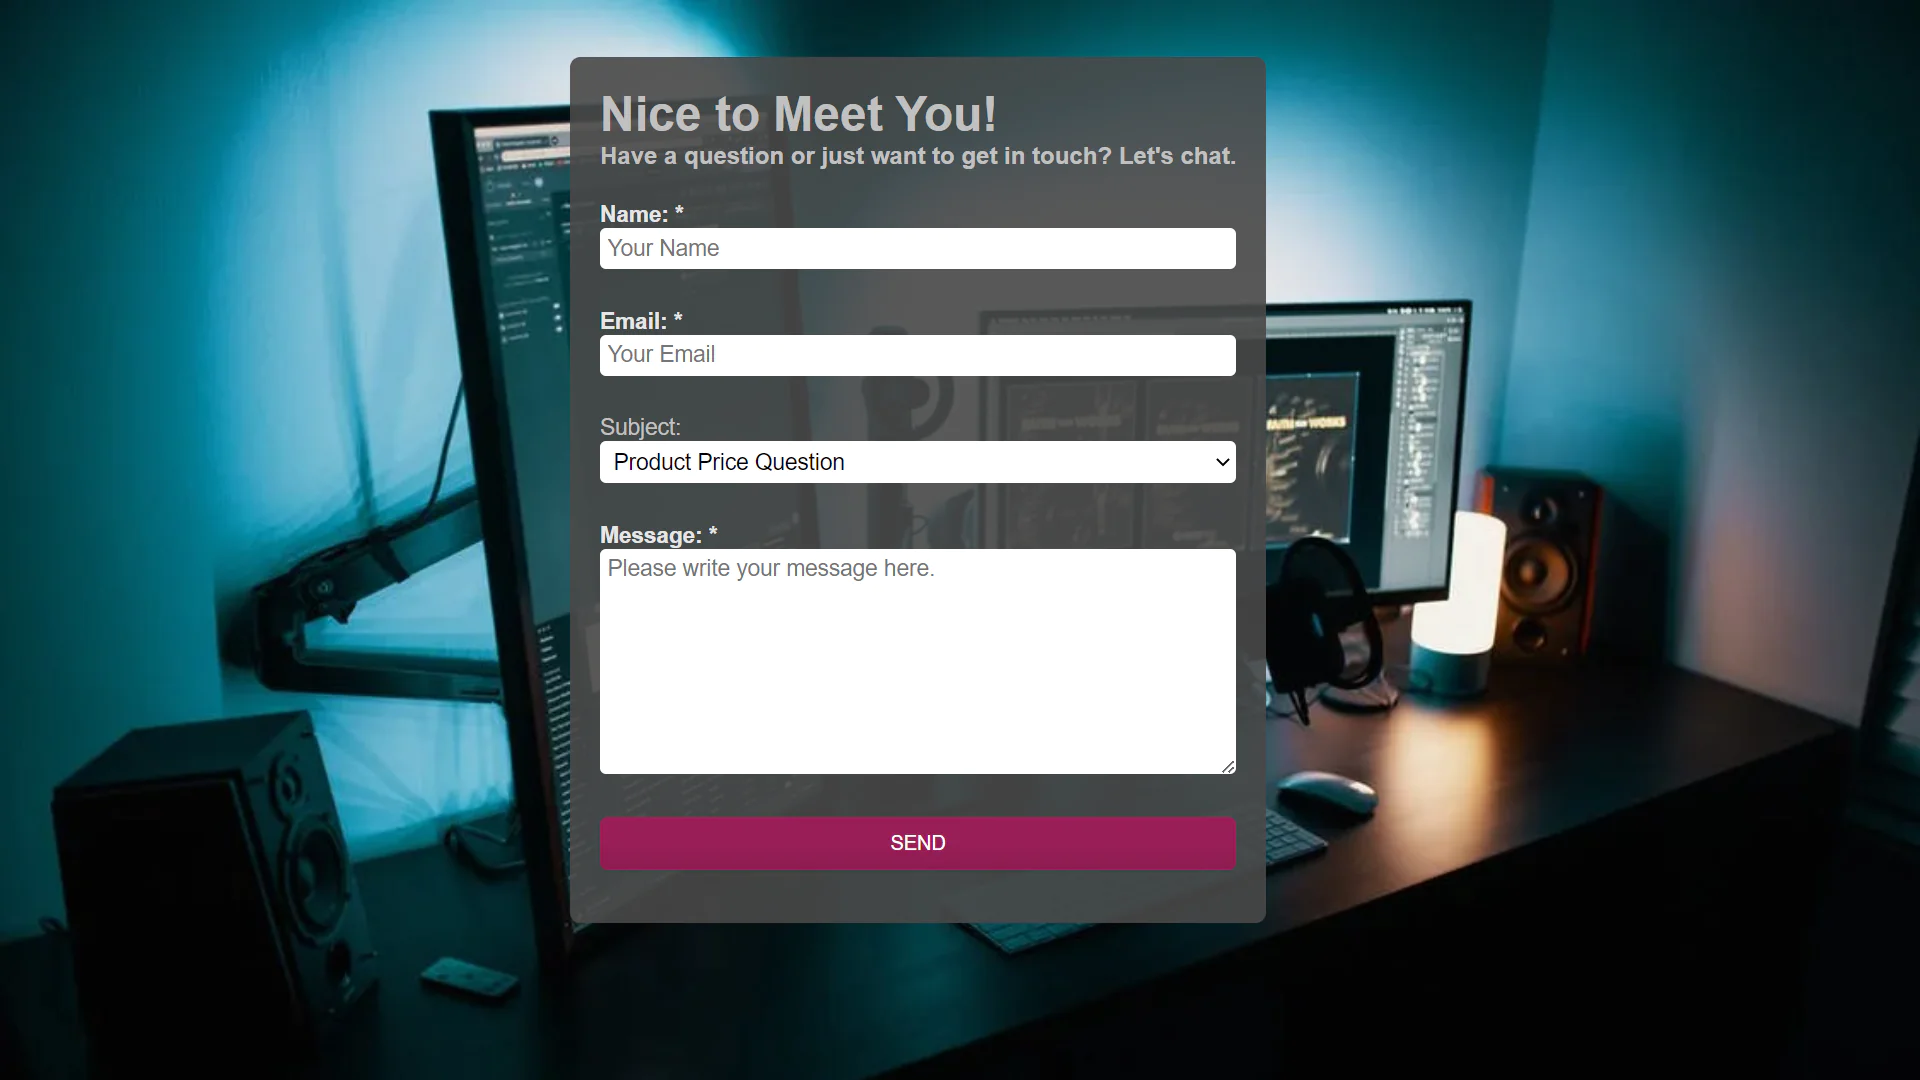 Nice to Meet You!
Have a question or just want to get in touch? Let's chat.
Name: *
Your Name
Email: *
Your Email
Subject:
Product Price Question
Message: *
Please write your message here.
SEND